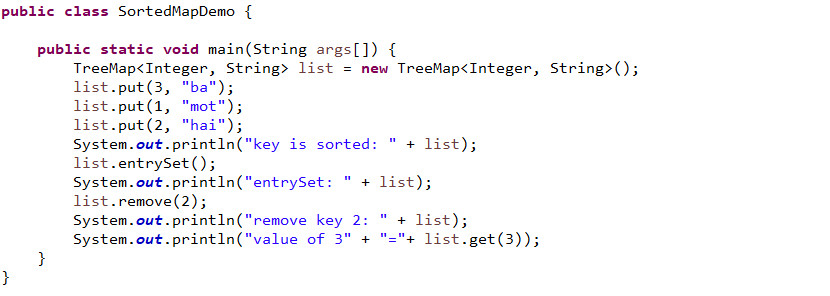 public class SortedMapDemo {
public static void main(String args[]) {
TreeMap<Integer, String> list = new TreeMap<Integer, String>();
list.put(3, "ba");
list.put(1, "mot");
list.put(2, "hai");
System.out.println("key is sorted: " + list);
list.entrySet();
System.out.println("entrySet: " + list);
list.remove(2);
System.out.println("remove key 2: " + list);
System.out.println("value of 3" + "="+ list.get(3));
}
}